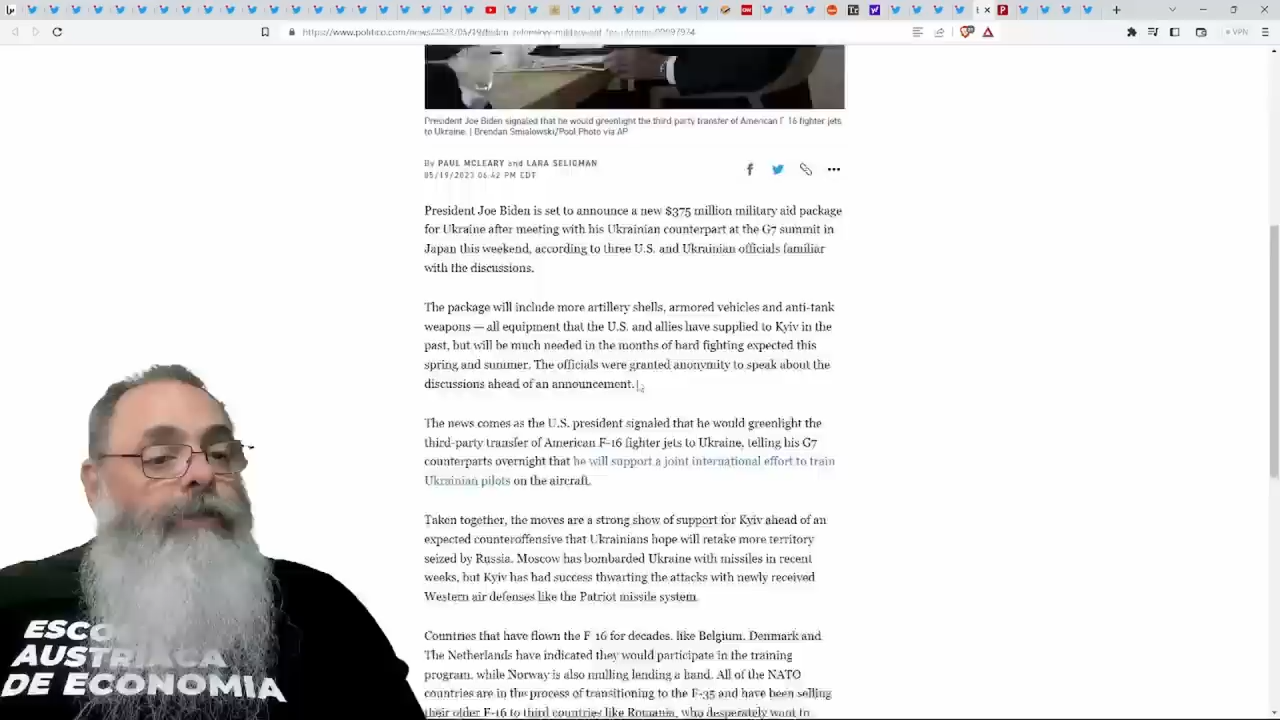 https://www.politico.com/news/2023/05/19/biden-zelenskyy-military-aid-to-ukraine-00097974
VPN
President Joe Biden signaled that he would greenlight the third party transfer of American F 16 fighter jets
to Ukraine. | Brendan Smialowski/Pool Photo via AP
By PAUL MCLEARY and LARA SELIGMAN
05/19/2023 06:42 PM EDT
President Joe Biden is set to announce a new $375 million military aid package
for Ukraine after meeting with his Ukrainian counterpart at the G7 summit in
Japan this weekend, according to three U.S. and Ukrainian officials familiar
with the discussions.
The package will include more artillery shells, armored vehicles and anti-tank
weapons — all equipment that the U.S. and allies have supplied to Kyiv in the
past, but will be much needed in the months of hard fighting expected this
spring and summer. The officials were granted anonymity to speak about the
discussions ahead of an announcement.
The news comes as the U.S. president signaled that he would greenlight the
third-party transfer of American F-16 fighter jets to Ukraine, telling his G7
counterparts overnight that he will support a joint international effort to train
Ukrainian pilots on the aircraft.
Taken together, the moves are a strong show of support for Kyiv ahead of an
expected counteroffensive that Ukrainians hope will retake more territory
seized by Russia. Moscow has bombarded Ukraine with missiles in recent
weeks, but Kyiv has had success thwarting the attacks with newly received
Western air defenses like the Patriot missile system.
Countries that have flown the F 16 for decades, like Belgium, Denmark and
The Netherlands have indicated they would participate in the training
program, while Norway is also mulling lending a hand. All of the NATO
countries are in the process of transitioning to the F-35 and have been selling
their older F-16 to third countries like Romania, who desperately want to
ESCO
AUSTRIACA
DE ECONOMIA